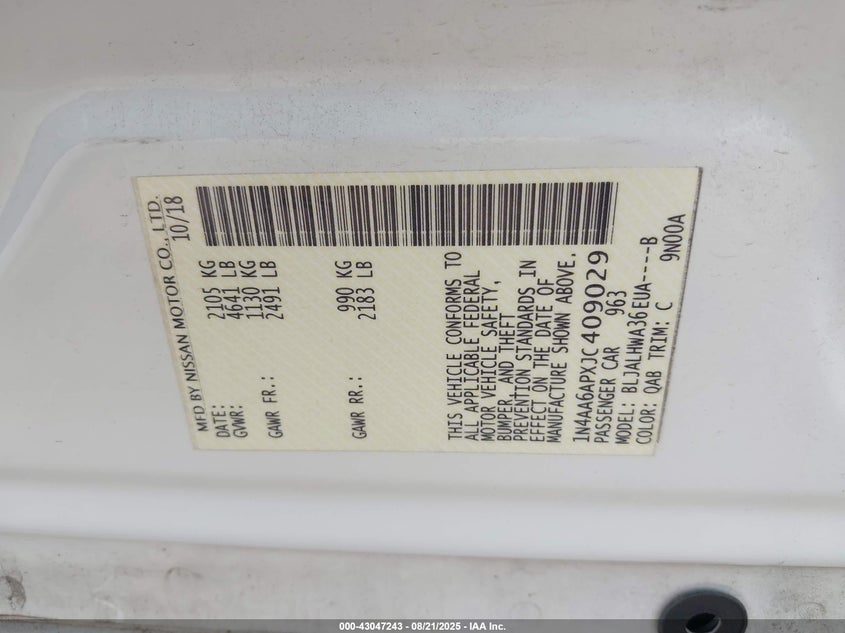 MFD BY NISSAN MOTOR CO., LTD.
DATE: 10/18
GVWR: 2105 KG
4641 LB
GAWR FR.: 1130 KG
2491 LB
GAWR RR.: 990 KG
2183 LB
THIS VEHICLE CONFORMS TO
ALL APPLICABLE FEDERAL
MOTOR VEHICLE SAFETY,
BUMPER, AND THEFT
PREVENTION STANDARDS IN
EFFECT ON THE DATE OF
MANUFACTURE SHOWN ABOVE.
1N4AA6APXJC409029
PASSENGER CAR 963
MODEL: BLJALHWA36EUA----B
COLOR: QAB TRIM: C 9N00A
000-43047243 - 08/21/2025 - IAA Inc.